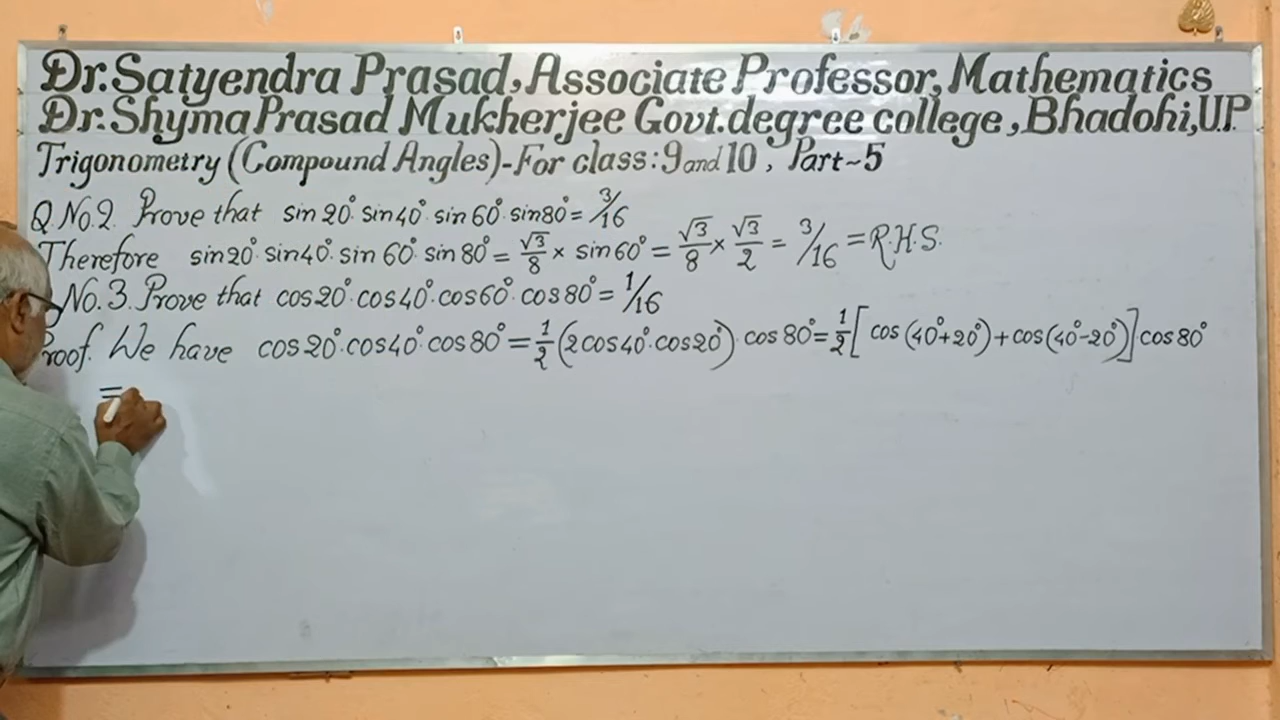 Dr. Satyendra Prasad, Associate Professor, Mathematics
Dr. Shyma Prasad Mukherjee Govt. degree college, Bhadohi, U.P.
Trigonometry (Compound Angles)-For class: 9 and 10, Part-5
Q.No.2. Prove that sin 20°. sin 40°. sin 60°. sin 80° = 3/16
Therefore sin 20°. sin 40°. sin 60°. sin 80° = √3/8 × sin 60° = √3/8 × √3/2 = 3/16 = R.H.S.
No. 3. Prove that cos 20°. cos 40°. cos 60°. cos 80° = 1/16
Proof. We have cos 20°. cos 40°. cos 80° = 1/2 (2cos 40°. cos 20°). cos 80° = 1/2 [cos (40°+20°) + cos (40°-20°)] cos 80°
=